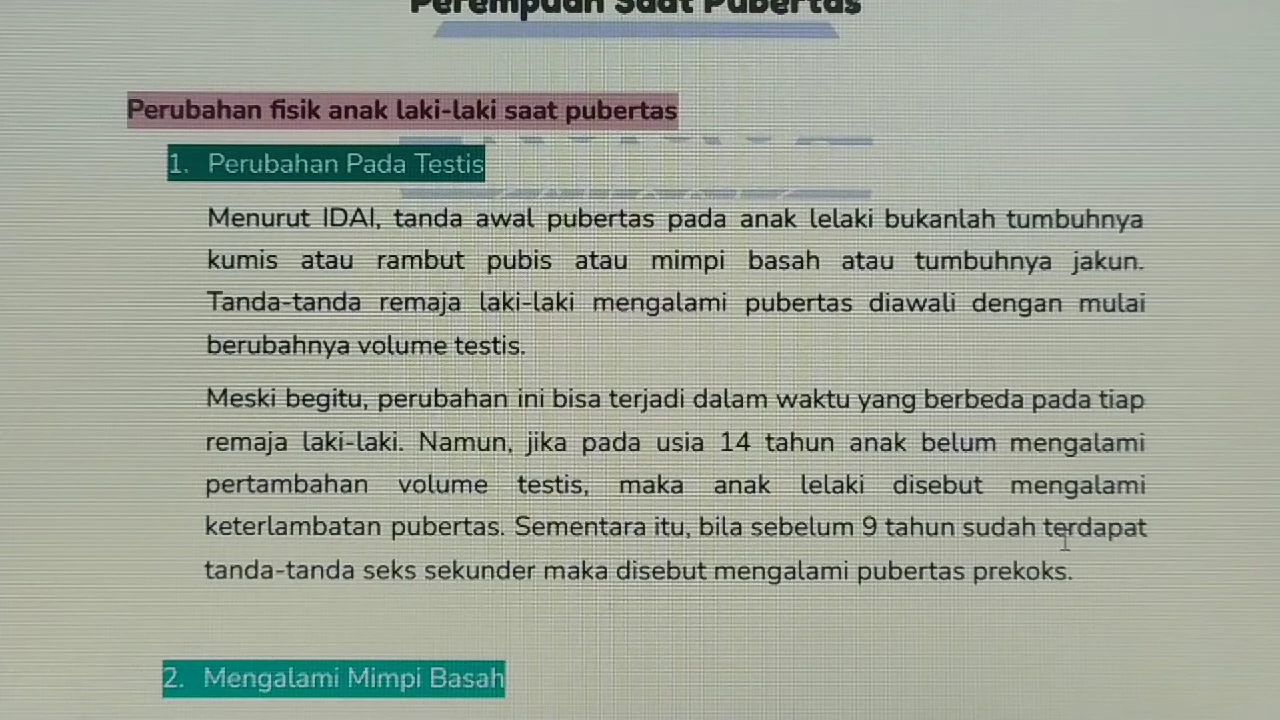 Perempuan Saat Pubertas
Perubahan fisik anak laki-laki saat pubertas
1. Perubahan Pada Testis
Menurut IDAI, tanda awal pubertas pada anak lelaki bukanlah tumbuhnya
kumis atau rambut pubis atau mimpi basah atau tumbuhnya jakun.
Tanda-tanda remaja laki-laki mengalami pubertas diawali dengan mulai
berubahnya volume testis.
Meski begitu, perubahan ini bisa terjadi dalam waktu yang berbeda pada tiap
remaja laki-laki. Namun, jika pada usia 14 tahun anak belum mengalami
pertambahan volume testis, maka anak lelaki disebut mengalami
keterlambatan pubertas. Sementara itu, bila sebelum 9 tahun sudah terdapat
tanda-tanda seks sekunder maka disebut mengalami pubertas prekoks.
2. Mengalami Mimpi Basah